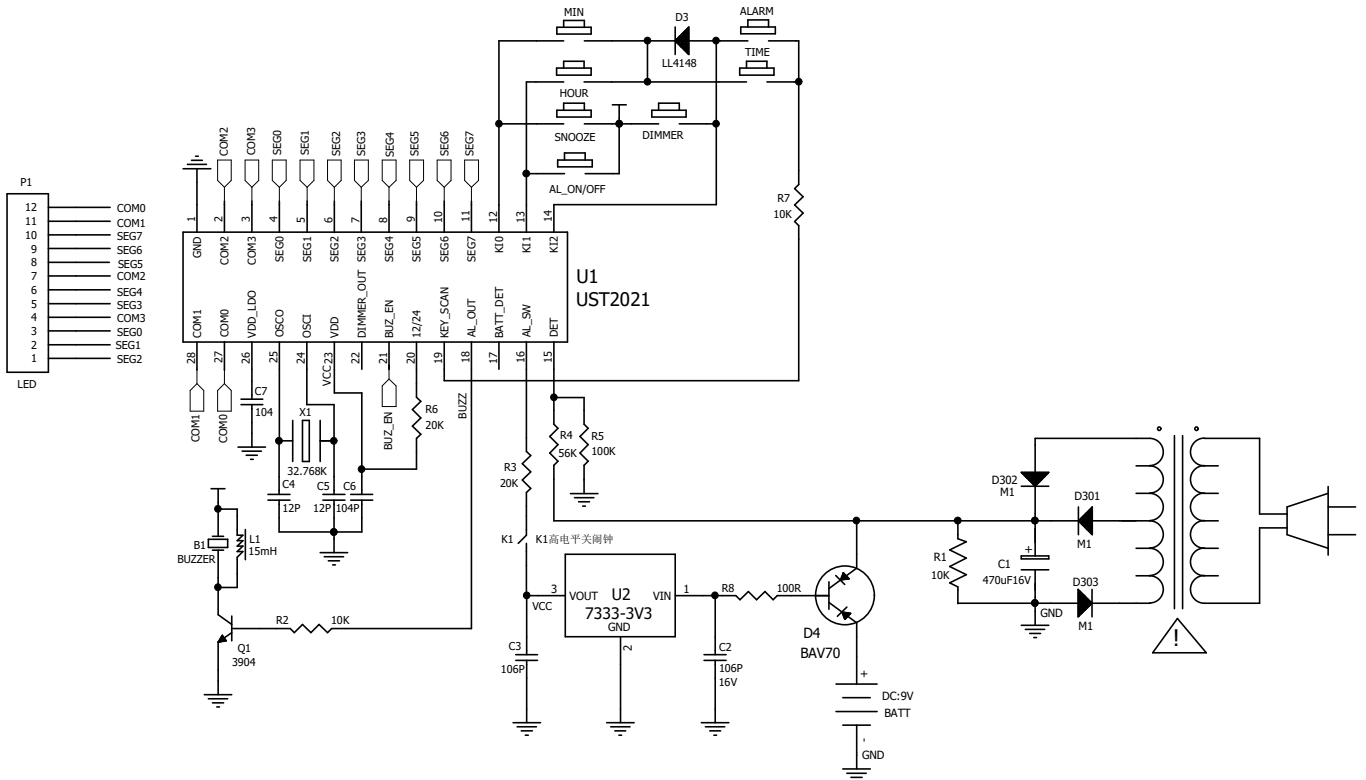 MIN
D3
LL4148
ALARM
TIME
HOUR
SNOOZE
DIMMER
AL_ON/OFF
R7
10K
COM2
COM3
SEG0
SEG1
SEG2
SEG3
SEG4
SEG5
SEG6
SEG7
P1
12 COM0
11 COM1
10 SEG7
9 SEG6
8 SEG5
7 COM2
6 SEG4
5 SEG3
4 COM3
3 SEG0
2 SEG1
1 SEG2
LED
1 2 3 4 5 6 7 8 9 10 11 12 13 14
GND COM2 COM3 SEG0 SEG1 SEG2 SEG3 SEG4 SEG5 SEG6 SEG7 KI0 KI1 KI2
U1
UST2021
COM1 COM0 VDD_LDO OSCO OSCI VDD DIMMER_OUT BUZ_EN 12/24 KEY_SCAN AL_OUT BATT_DET AL_SW DET
28 27 26 25 24 23 22 21 20 19 18 17 16 15
VCC
COM1
COM0
C7
104
X1
32.768K
BUZ_EN
R6
20K
BUZZ
C4
12P
C5
12P
C6
104P
R3
20K
R4
56K
R5
100K
K1
K1高电平关闹钟
B1
BUZZER
L1
15mH
R2
10K
Q1
3904
VCC
3
VOUT
U2
7333-3V3
GND
VIN
1
2
C3
106P
C2
106P
16V
R8
100R
D4
BAV70
+
DC:9V
BATT
-
GND
D302
M1
D301
M1
R1
10K
+
C1
470uF16V
D303
M1
GND
!